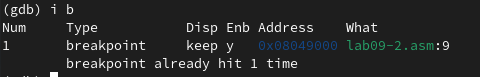 (gdb) i b
Num     Type           Disp Enb Address    What
1       breakpoint     keep y   0x08049000 lab09-2.asm:9
        breakpoint already hit 1 time